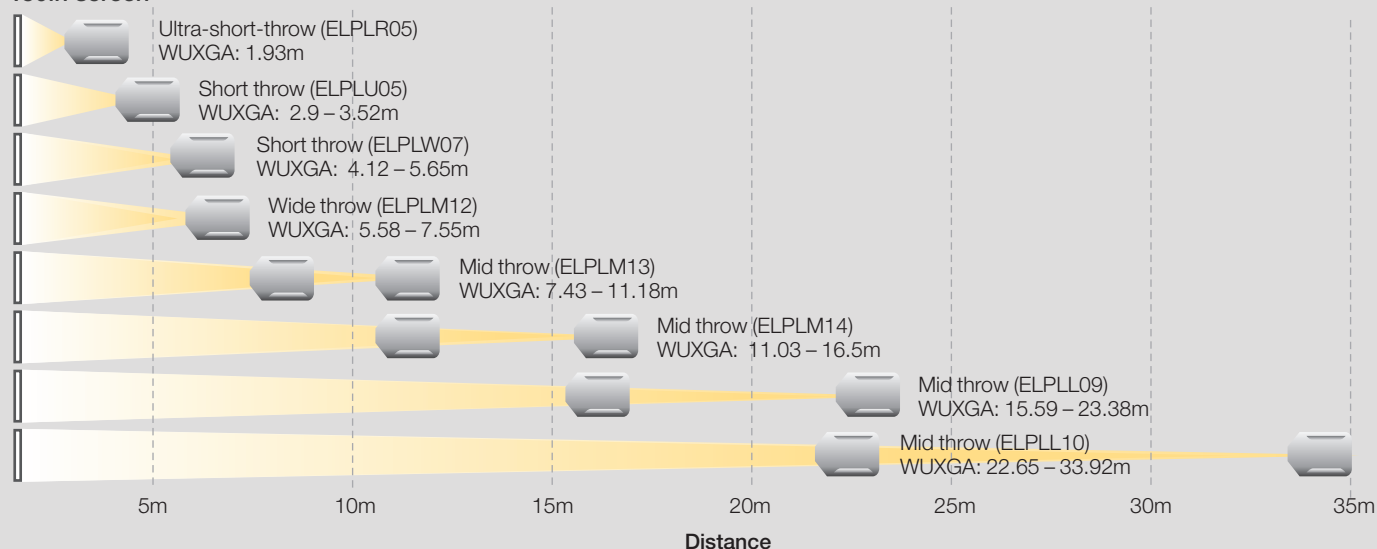 Ultra-short-throw (ELPLR05)
WUXGA: 1.93m
Short throw (ELPLU05)
WUXGA: 2.9 – 3.52m
Short throw (ELPLW07)
WUXGA: 4.12 – 5.65m
Wide throw (ELPLM12)
WUXGA: 5.58 – 7.55m
Mid throw (ELPLM13)
WUXGA: 7.43 – 11.18m
Mid throw (ELPLM14)
WUXGA: 11.03 – 16.5m
Mid throw (ELPLL09)
WUXGA: 15.59 – 23.38m
Mid throw (ELPLL10)
WUXGA: 22.65 – 33.92m
5m 10m 15m 20m 25m 30m 35m
Distance